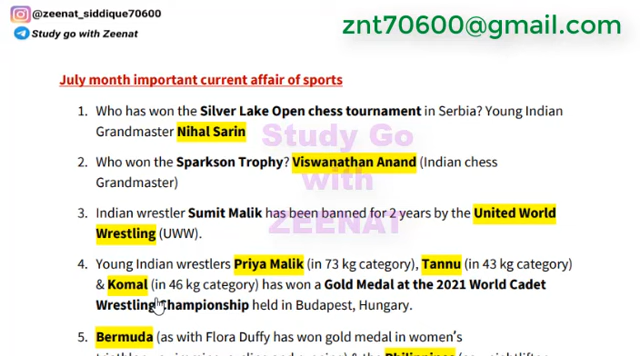 @zeenat_siddique70600
Study go with Zeenat
znt70600@gmail.com
July month important current affair of sports
1. Who has won the Silver Lake Open chess tournament in Serbia? Young Indian
Grandmaster Nihal Sarin
2. Who won the Sparkson Trophy? Viswanathan Anand (Indian chess
Grandmaster)
3. Indian wrestler Sumit Malik has been banned for 2 years by the United World
Wrestling (UWW).
4. Young Indian wrestlers Priya Malik (in 73 kg category), Tannu (in 43 kg category)
& Komal (in 46 kg category) has won a Gold Medal at the 2021 World Cadet
Wrestling Championship held in Budapest, Hungary.
5. Bermuda (as with Flora Duffy has won gold medal in women's
Study Go
with
ZEENAT